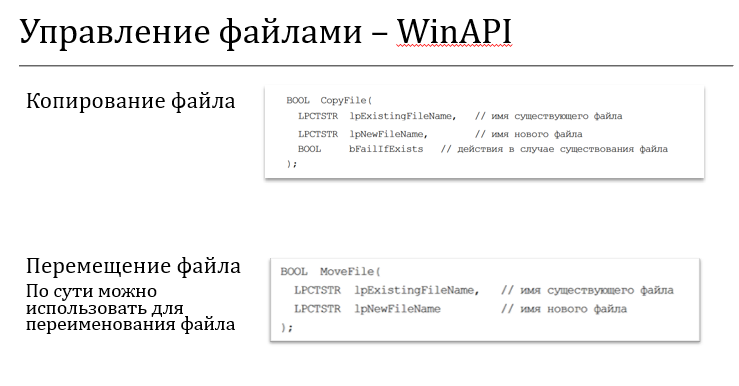 Управление файлами – WinAPI
Копирование файла
BOOL CopyFile(
LPCTSTR lpExistingFileName, // имя существующего файла
LPCTSTR lpNewFileName, // имя нового файла
BOOL bFailIfExists // действия в случае существования файла
);
Перемещение файла
По сути можно
использовать для
переименования файла
BOOL MoveFile(
LPCTSTR lpExistingFileName, // имя существующего файла
LPCTSTR lpNewFileName // имя нового файла
);